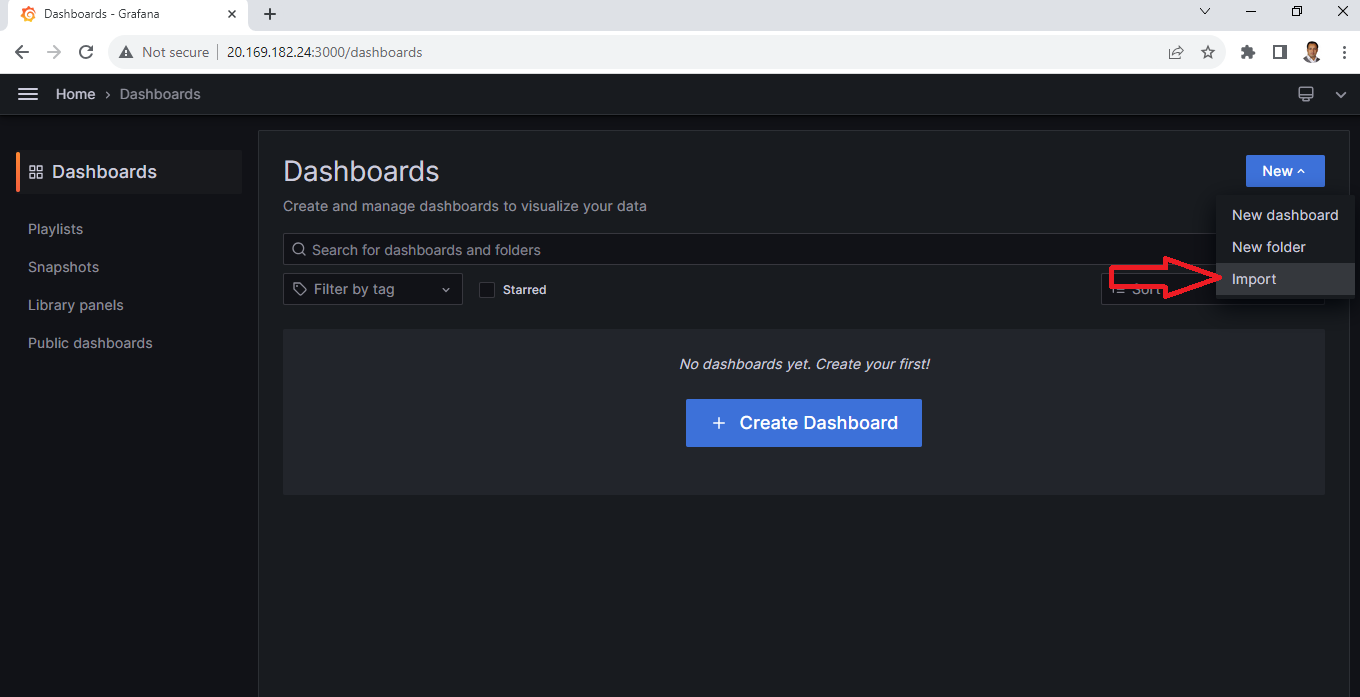 Dashboards - Grafana
Not secure
20.169.182.24:3000/dashboards
Home › Dashboards
Dashboards
Playlists
Snapshots
Library panels
Public dashboards
Dashboards
Create and manage dashboards to visualize your data
New
New dashboard
New folder
Import
Search for dashboards and folders
Filter by tag
Starred
Sort
No dashboards yet. Create your first!
+ Create Dashboard